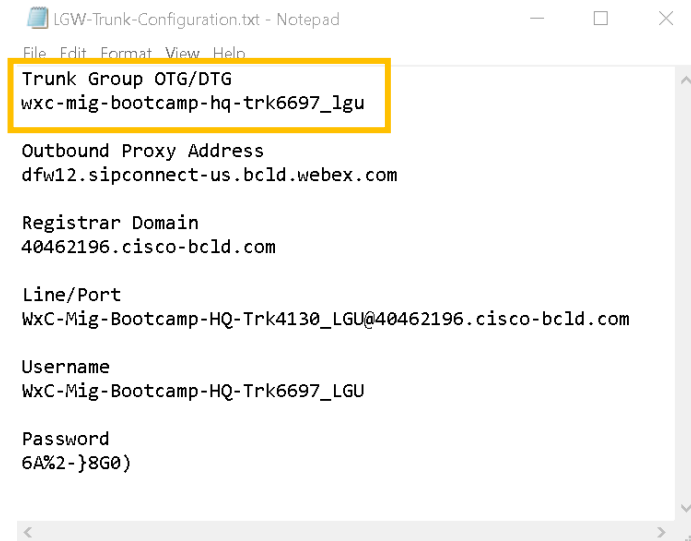 LGW-Trunk-Configuration.txt - Notepad
File Edit Format View Help
Trunk Group OTG/DTG
wxc-mig-bootcamp-hq-trk6697_lgu
Outbound Proxy Address
dfw12.sipconnect-us.bcld.webex.com
Registrar Domain
40462196.cisco-bcld.com
Line/Port
WxC-Mig-Bootcamp-HQ-Trk4130_LGU@40462196.cisco-bcld.com
Username
WxC-Mig-Bootcamp-HQ-Trk6697_LGU
Password
6A%2-}8G0)